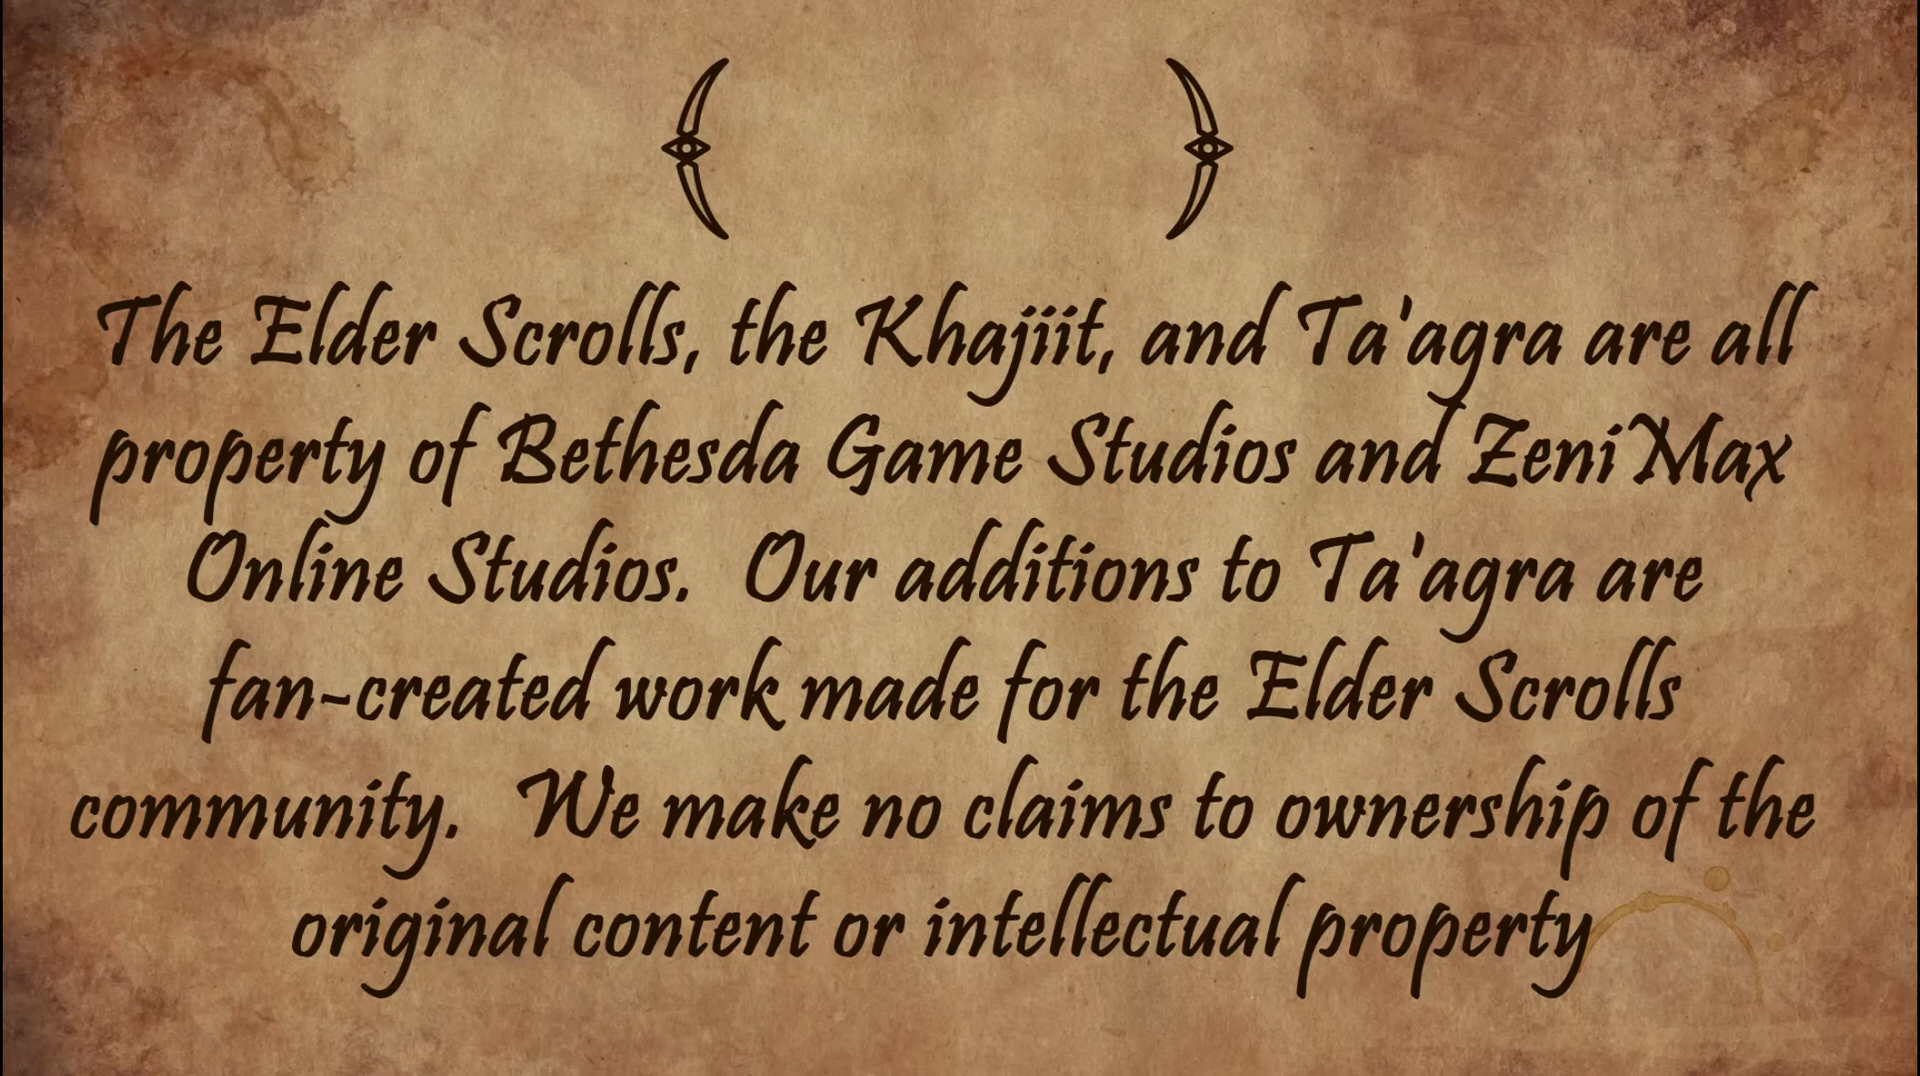 The Elder Scrolls, the Khajiit, and Ta'agra are all
property of Bethesda Game Studios and ZeniMax
Online Studios.  Our additions to Ta'agra are
fan-created work made for the Elder Scrolls
community.  We make no claims to ownership of the
original content or intellectual property